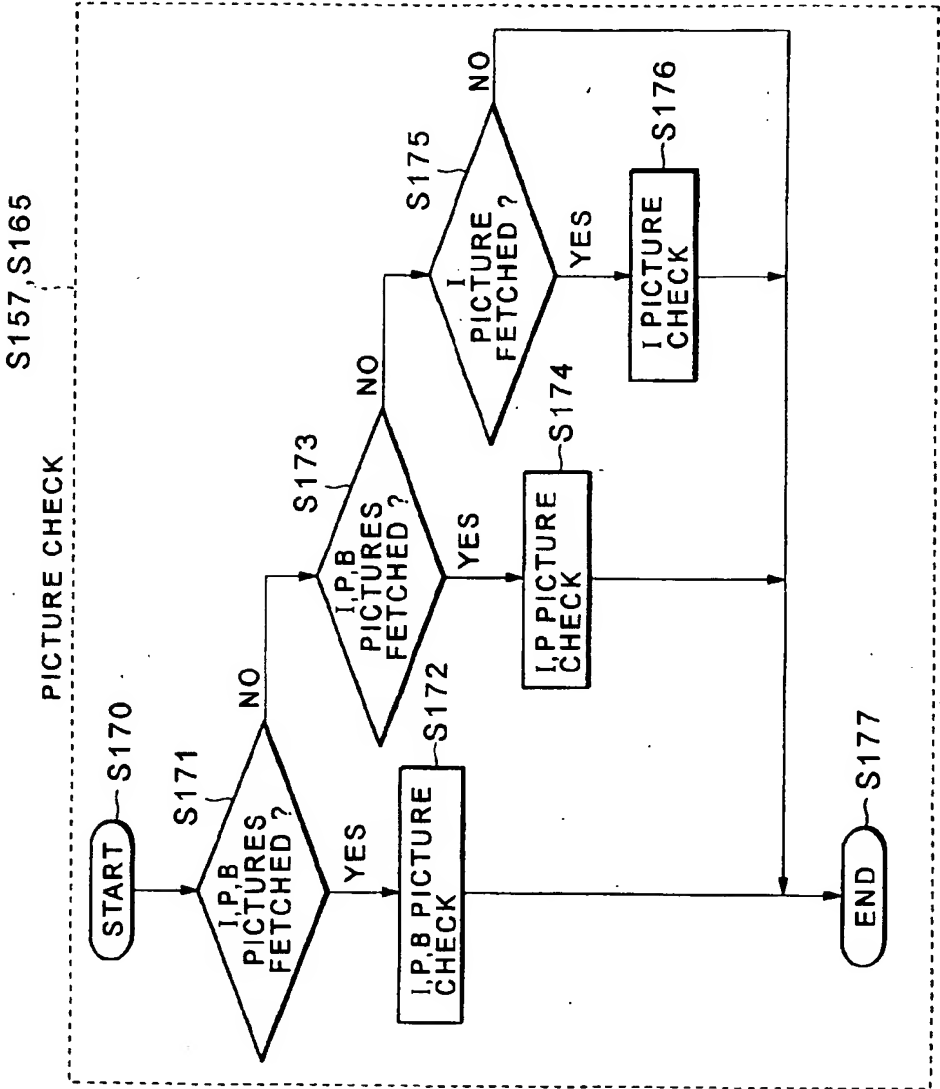 S157,S165
PICTURE CHECK
START
S170
I,P,B
PICTURES
FETCHED ?
S171
NO
YES
I,P,B PICTURE
CHECK
S172
I,P,B
PICTURES
FETCHED ?
S173
NO
YES
I,P PICTURE
CHECK
S174
I
PICTURE
FETCHED ?
S175
NO
YES
I PICTURE
CHECK
S176
END
S177